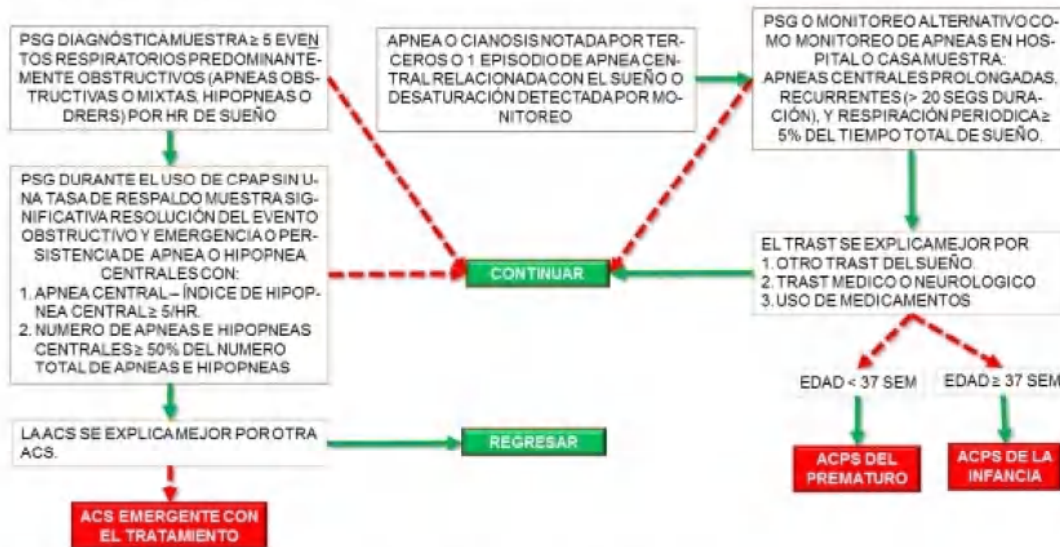 PSG DIAGNÓSTICA MUESTRA ≥ 5 EVEN
TOS RESPIRATORIOS PREDOMINANTE-
MENTE OBSTRUCTIVOS (APNEAS OBS-
TRUCTIVAS O MIXTAS, HIPOPNEAS O
DRERS) POR HR DE SUEÑO
PSG DURANTE EL USO DE CPAP SIN U-
NA TASA DE RESPALDO MUESTRA SIG-
NIFICATIVA RESOLUCIÓN DEL EVENTO
OBSTRUCTIVO Y EMERGENCIA O PER-
SISTENCIA DE APNEA O HIPOPNEA
CENTRALES CON:
1. APNEA CENTRAL – ÍNDICE DE HIPOP-
NEA CENTRAL ≥ 5/HR.
2. NUMERO DE APNEAS E HIPOPNEAS
CENTRALES ≥ 50% DEL NUMERO
TOTAL DE APNEAS E HIPOPNEAS
LA ACS SE EXPLICA MEJOR POR OTRA
ACS.
ACS EMERGENTE CON
EL TRATAMIENTO
APNEA O CIANOSIS NOTADA POR TER-
CEROS O 1 EPISODIO DE APNEA CEN-
TRAL RELACIONADA CON EL SUEÑO O
DESATURACIÓN DETECTADA POR MO-
NITOREO
CONTINUAR
REGRESAR
PSG O MONITOREO ALTERNATIVO CO-
MO MONITOREO DE APNEAS EN HOS-
PITAL O CASA MUESTRA:
APNEAS CENTRALES PROLONGADAS,
RECURRENTES (> 20 SEGS DURA-
CIÓN), Y RESPIRACIÓN PERIODICA ≥
5% DEL TIEMPO TOTAL DE SUEÑO.
EL TRAST SE EXPLICA MEJOR POR
1. OTRO TRAST DEL SUEÑO
2. TRAST MEDICO O NEUROLOGICO
3. USO DE MEDICAMENTOS
EDAD < 37 SEM
EDAD ≥ 37 SEM
ACPS DEL
PREMATURO
ACPS DE LA
INFANCIA